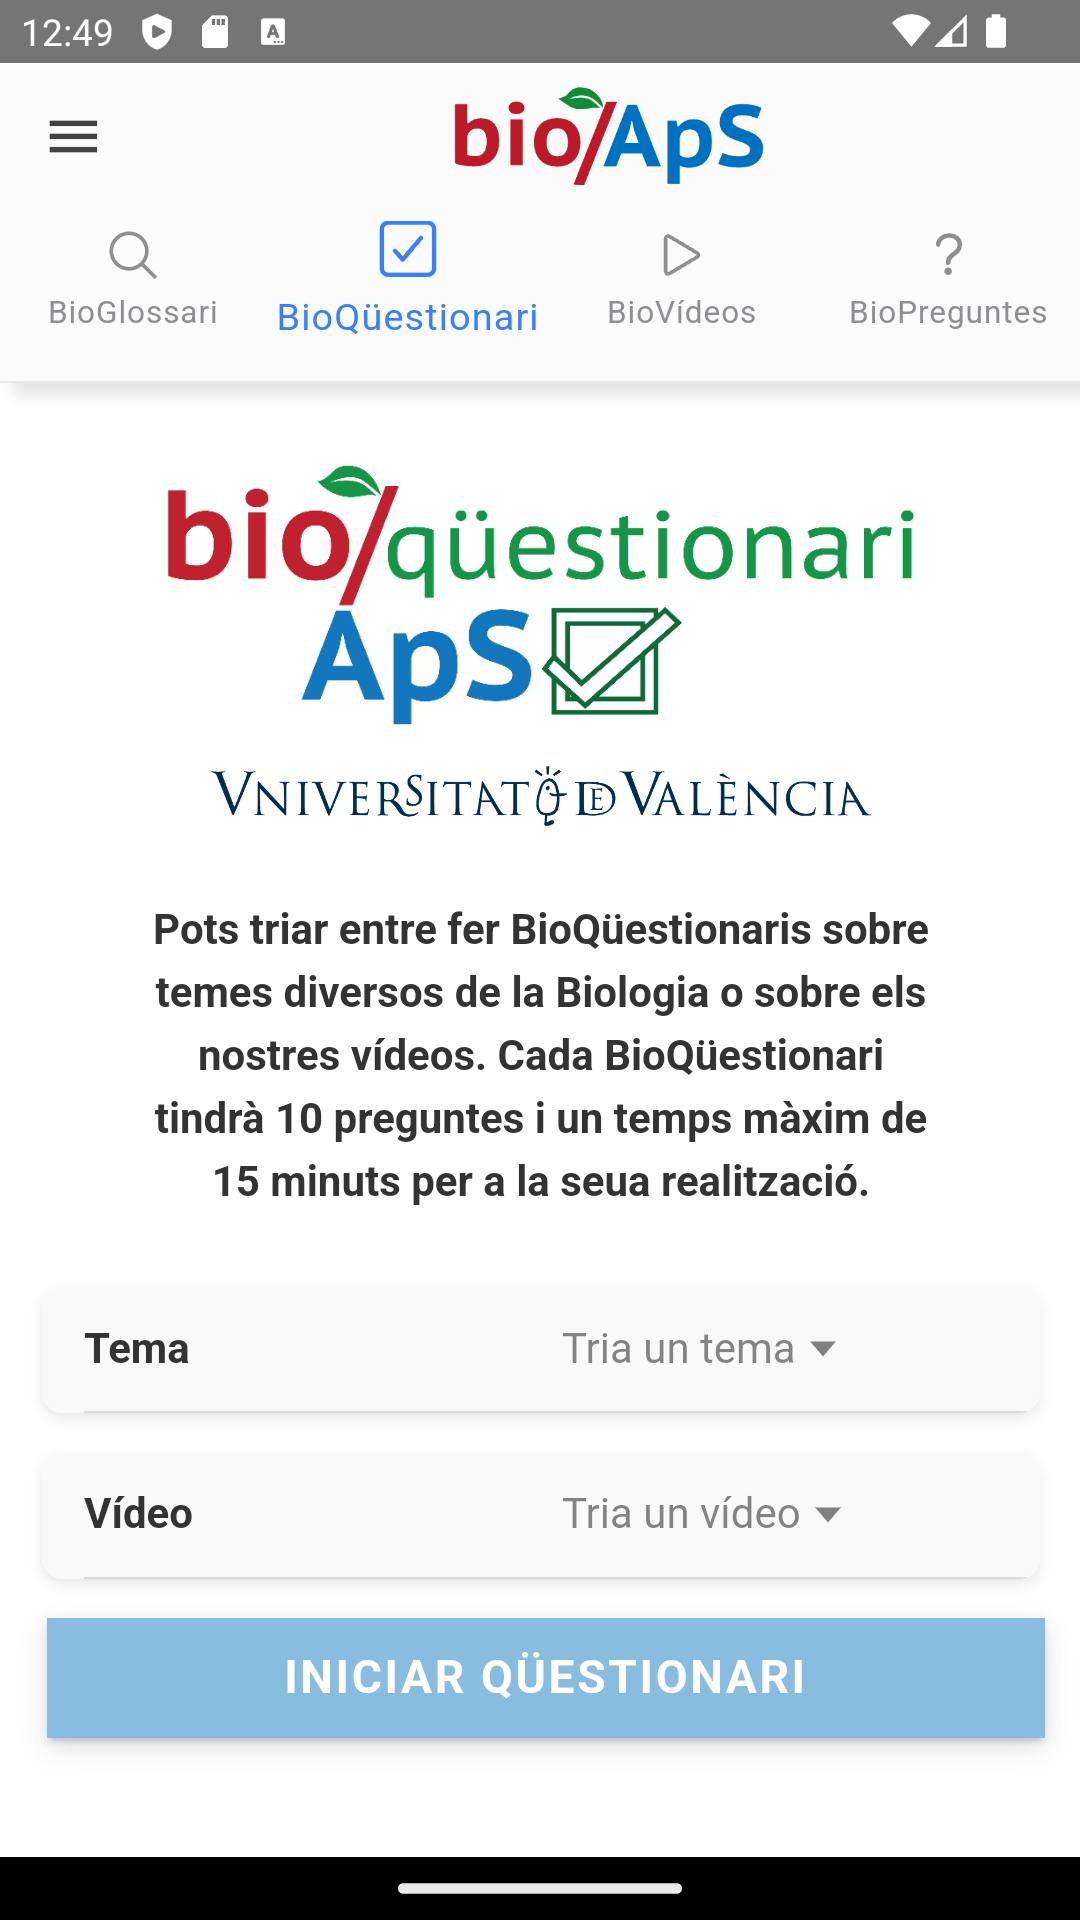 12:49
bio/ApS
BioGlossari
BioQüestionari
BioVídeos
BioPreguntes
bio/qüestionari
ApS
VNIVERSITAT DE VALÈNCIA
Pots triar entre fer BioQüestionaris sobre
temes diversos de la Biologia o sobre els
nostres vídeos. Cada BioQüestionari
tindrà 10 preguntes i un temps màxim de
15 minuts per a la seua realització.
Tema
Tria un tema
Vídeo
Tria un vídeo
INICIAR QÜESTIONARI